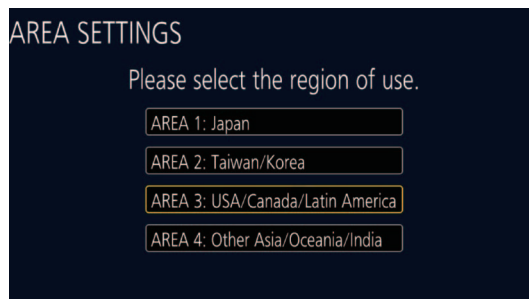 AREA SETTINGS
Please select the region of use.
AREA 1: Japan
AREA 2: Taiwan/Korea
AREA 3: USA/Canada/Latin America
AREA 4: Other Asia/Oceania/India